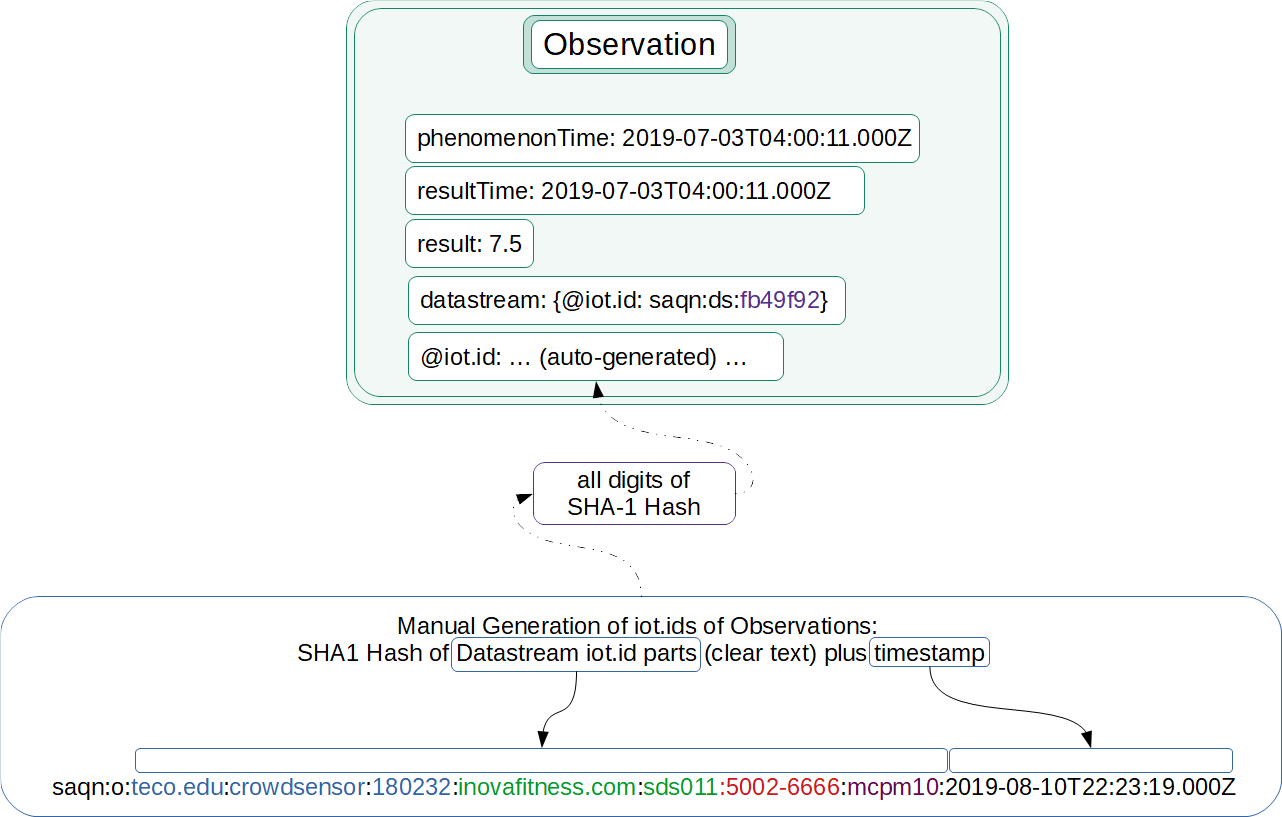 Observation
phenomenonTime: 2019-07-03T04:00:11.000Z
resultTime: 2019-07-03T04:00:11.000Z
result: 7.5
datastream: {@iot.id: saqn:ds:fb49f92}
@iot.id: … (auto-generated) …
all digits of
SHA-1 Hash
Manual Generation of iot.ids of Observations:
SHA1 Hash of Datastream iot.id parts (clear text) plus timestamp
saqn:o:teco.edu:crowdsensor:180232:inovafitness.com:sds011:5002-6666:mcpm10:2019-08-10T22:23:19.000Z